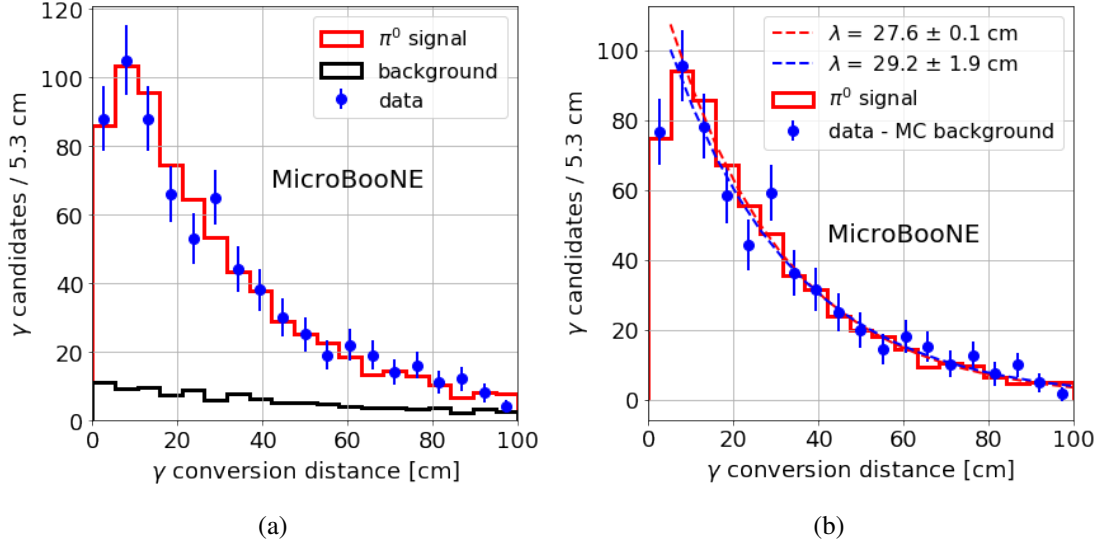 120
100
80
60
40
20
0
γ candidates / 5.3 cm
π⁰ signal
background
data
MicroBooNE
0 20 40 60 80 100
γ conversion distance [cm]
(a)
100
80
60
40
20
0
γ candidates / 5.3 cm
λ = 27.6 ± 0.1 cm
λ = 29.2 ± 1.9 cm
π⁰ signal
data - MC background
MicroBooNE
0 20 40 60 80 100
γ conversion distance [cm]
(b)